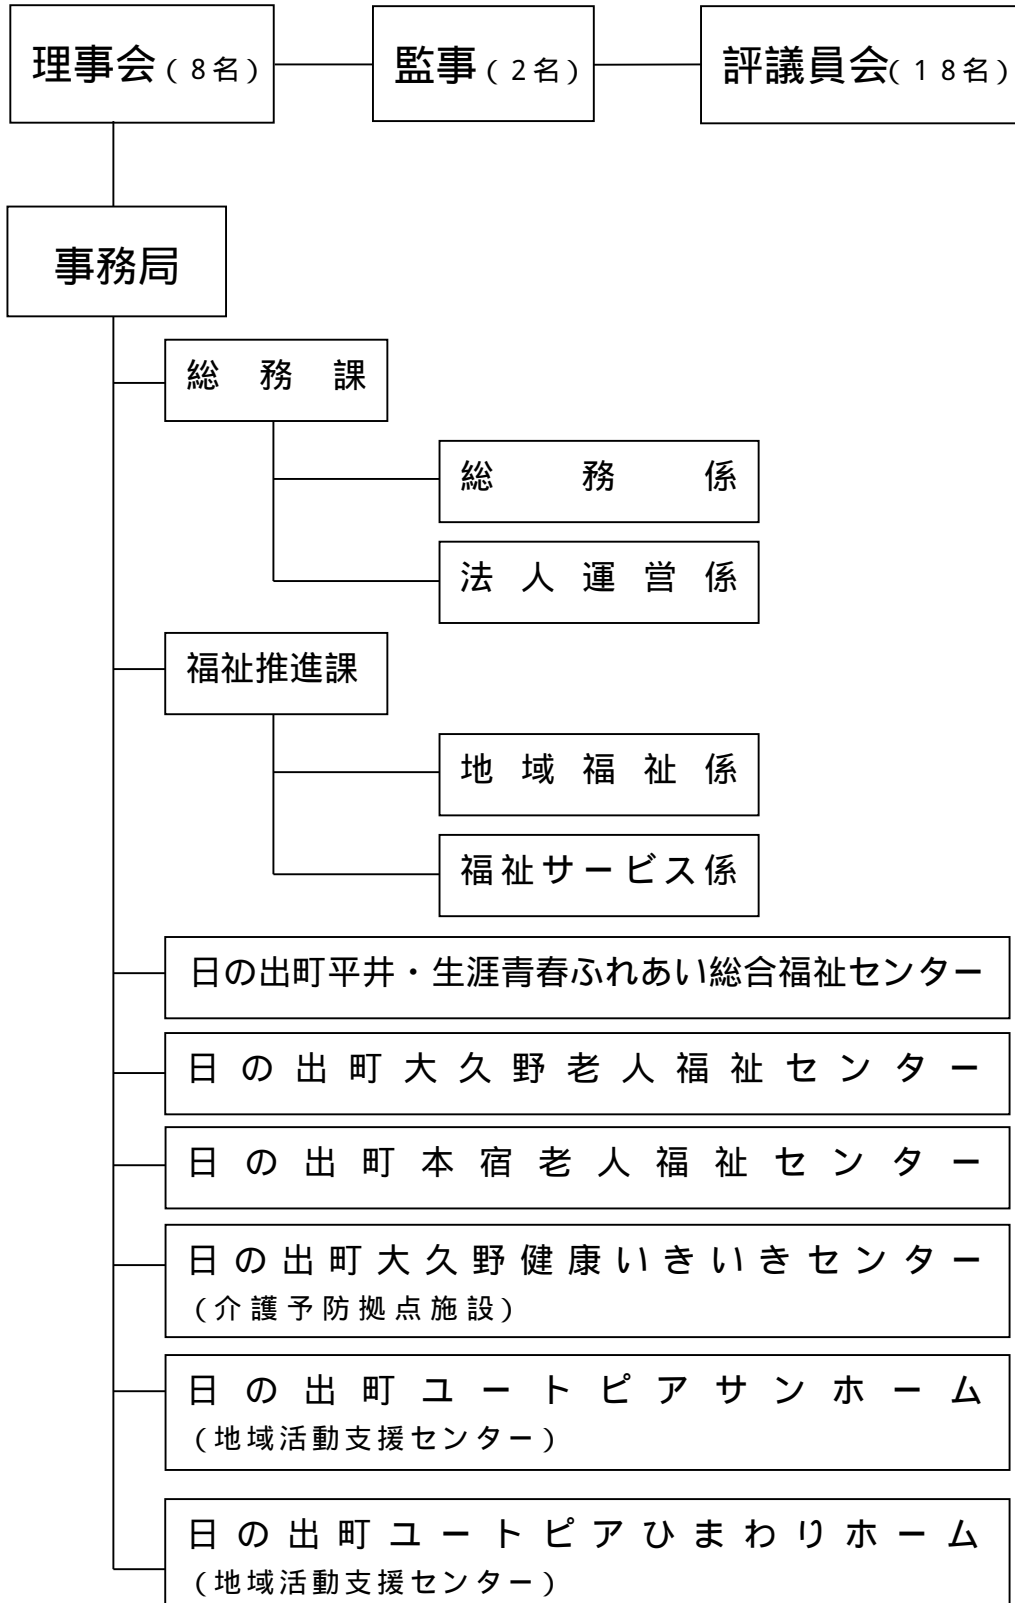 理事会(8名)
監事(2名)
評議員会(18名)
事務局
総務課
総務係
法人運営係
福祉推進課
地域福祉係
福祉サービス係
日の出町平井・生涯青春ふれあい総合福祉センター
日の出町大久野老人福祉センター
日の出町本宿老人福祉センター
日の出町大久野健康いきいきセンター
(介護予防拠点施設)
日の出町ユートピアサンホーム
(地域活動支援センター)
日の出町ユートピアひまわりホーム
(地域活動支援センター)